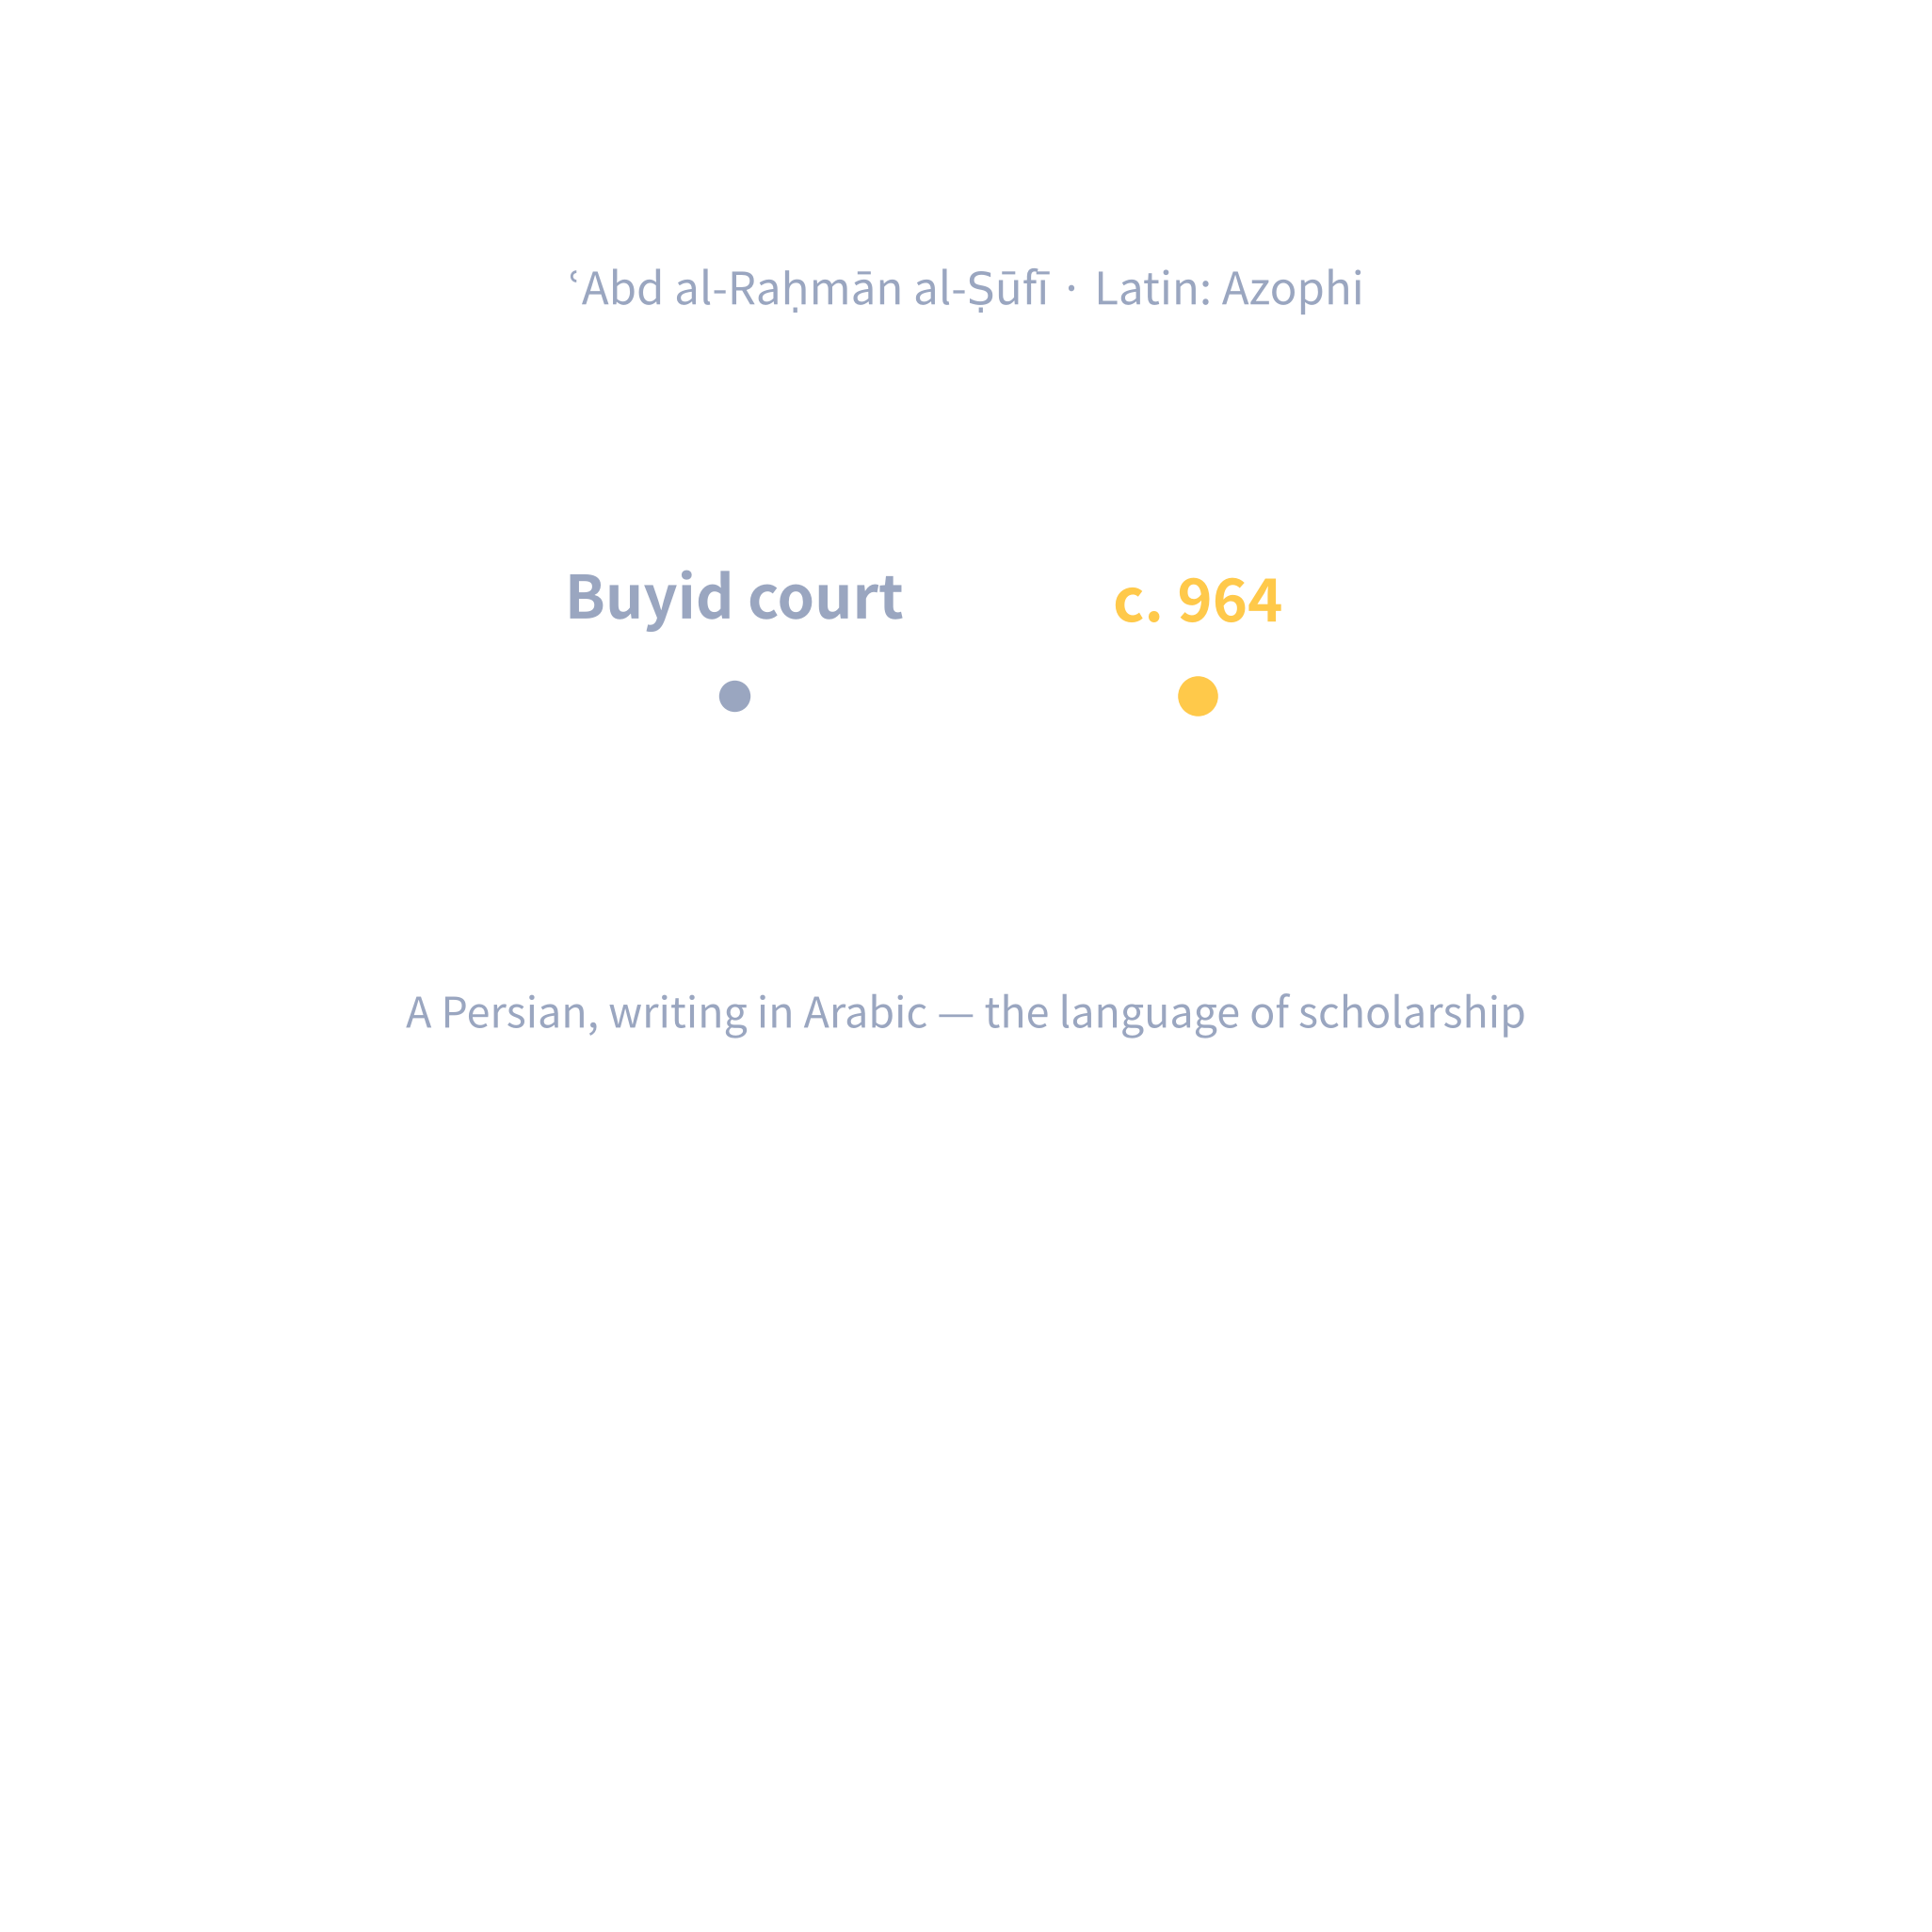 ʿAbd al-Raḥmān al-Ṣūfī · Latin: Azophi
Buyid court
c. 964
A Persian, writing in Arabic — the language of scholarship